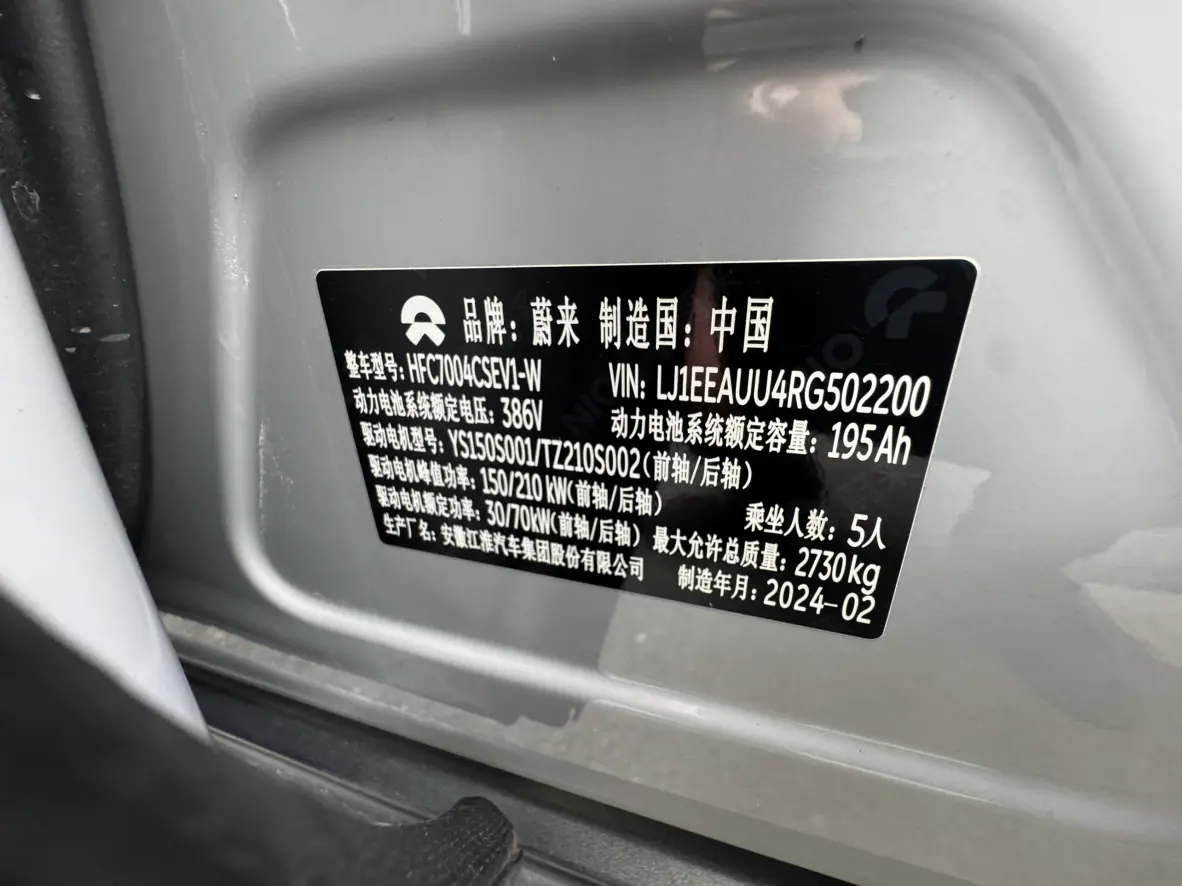 品牌：蔚来 制造国：中国
整车型号：HFC7004CSEV1-W VIN：LJ1EEAUU4RG502200
动力电池系统额定电压：386V 动力电池系统额定容量：195Ah
驱动电机型号：YS150S001/TZ210S002(前轴/后轴)
驱动电机峰值功率：150/210kW(前轴/后轴) 乘坐人数：5人
驱动电机额定功率：30/70kW(前轴/后轴) 最大允许总质量：2730kg
生产厂名：安徽江淮汽车集团股份有限公司 制造年月：2024-02
NIO
NIO